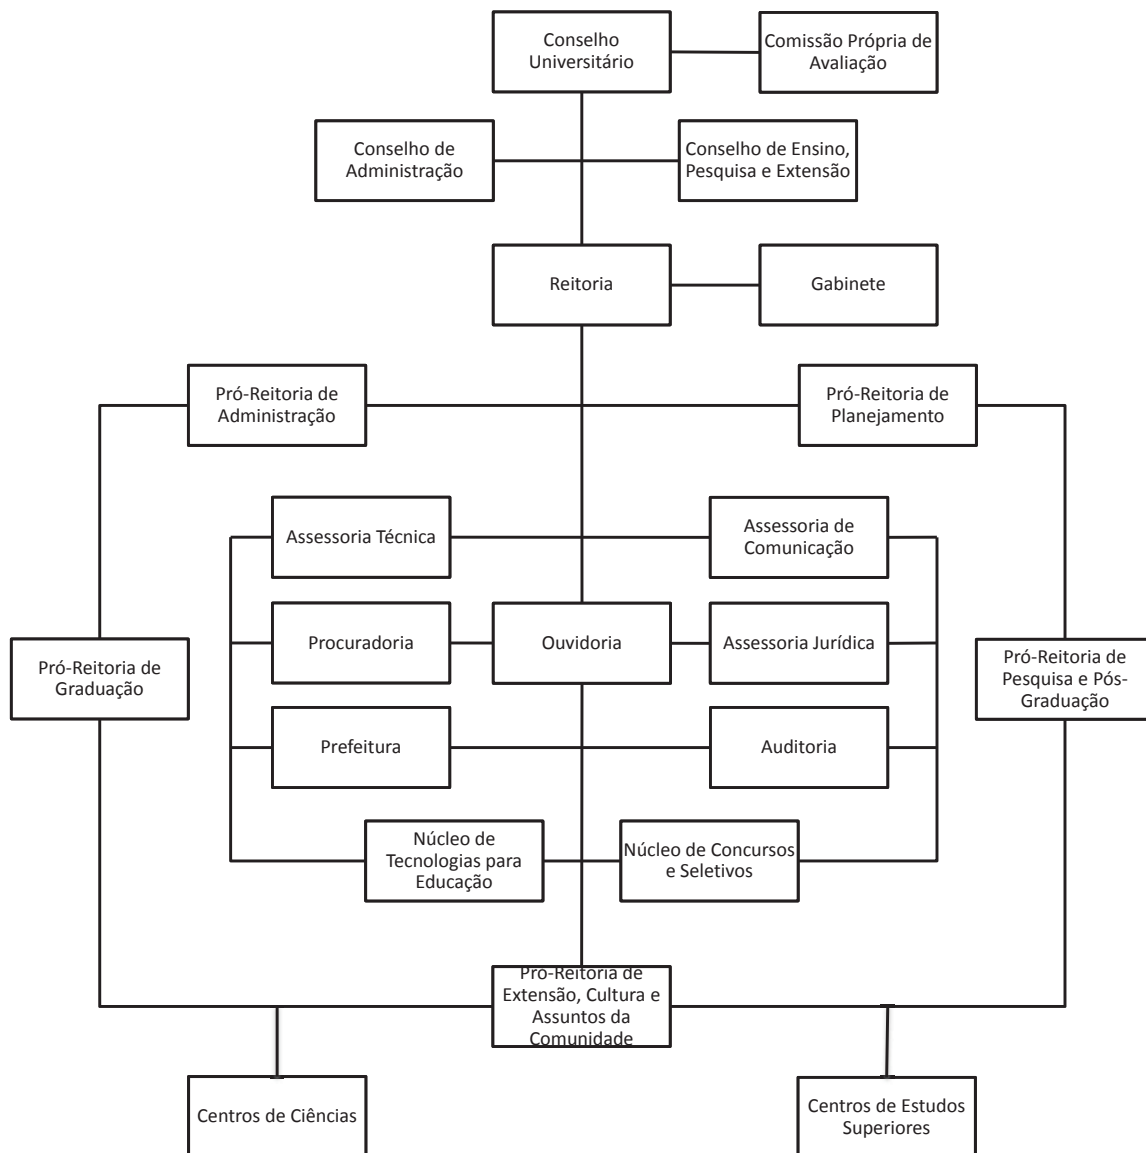 Conselho
Universitário
Comissão Própria de
Avaliação
Conselho de
Administração
Conselho de Ensino,
Pesquisa e Extensão
Reitoria
Gabinete
Pró-Reitoria de
Administração
Pró-Reitoria de
Planejamento
Assessoria Técnica
Assessoria de
Comunicação
Procuradoria
Ouvidoria
Assessoria Jurídica
Pró-Reitoria de
Graduação
Pró-Reitoria de
Pesquisa e Pós-
Graduação
Prefeitura
Auditoria
Núcleo de
Tecnologias para
Educação
Núcleo de Concursos
e Seletivos
Pró-Reitoria de
Extensão, Cultura e
Assuntos da
Comunidade
Centros de Ciências
Centros de Estudos
Superiores